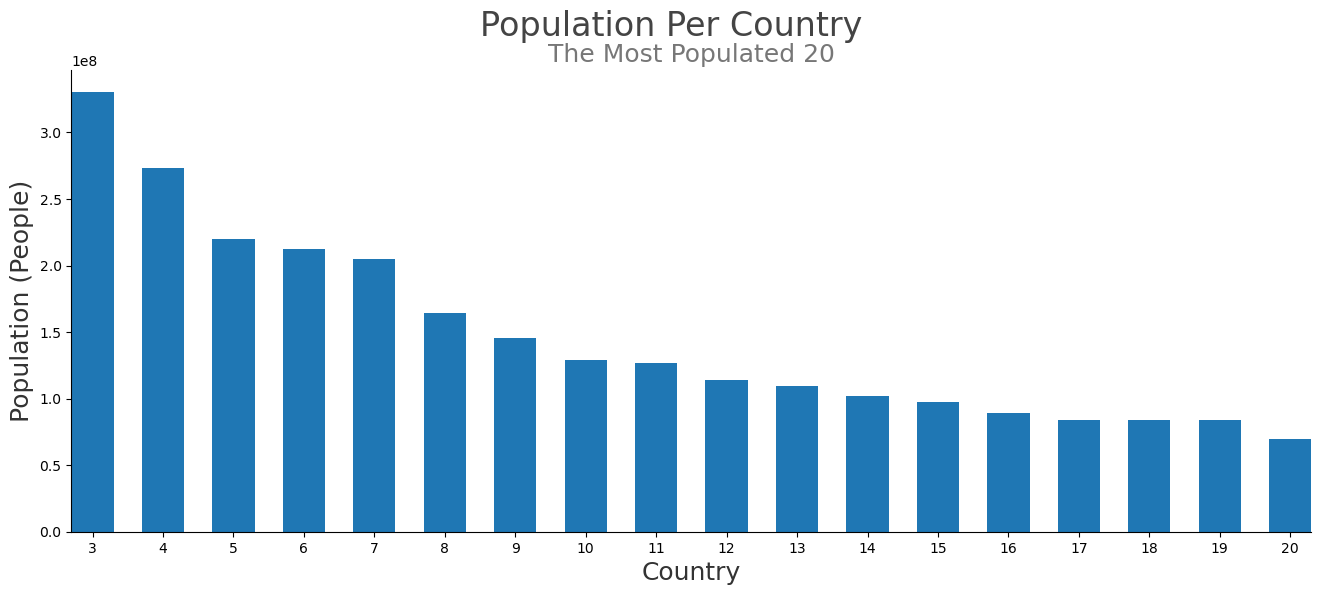 Population Per Country
The Most Populated 20
1e8
3.0
2.5
2.0
1.5
1.0
0.5
0.0
Population (People)
3 4 5 6 7 8 9 10 11 12 13 14 15 16 17 18 19 20
Country